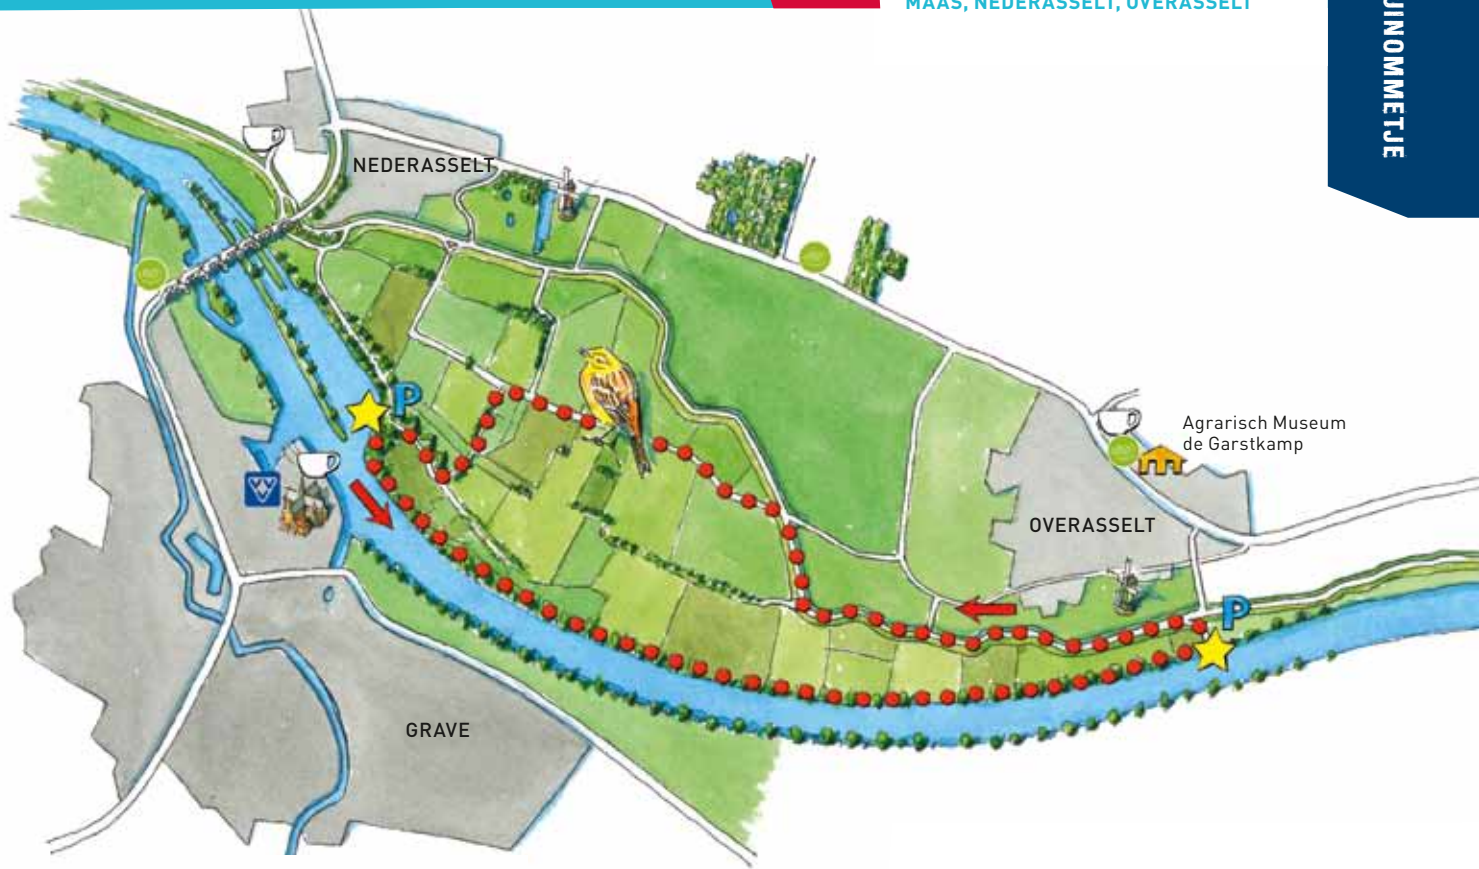 MAAS, NEDERASSELT, OVERASSELT
UINOMMETJE
NEDERASSELT
P
Agrarisch Museum
de Garstkamp
OVERASSELT
P
GRAVE